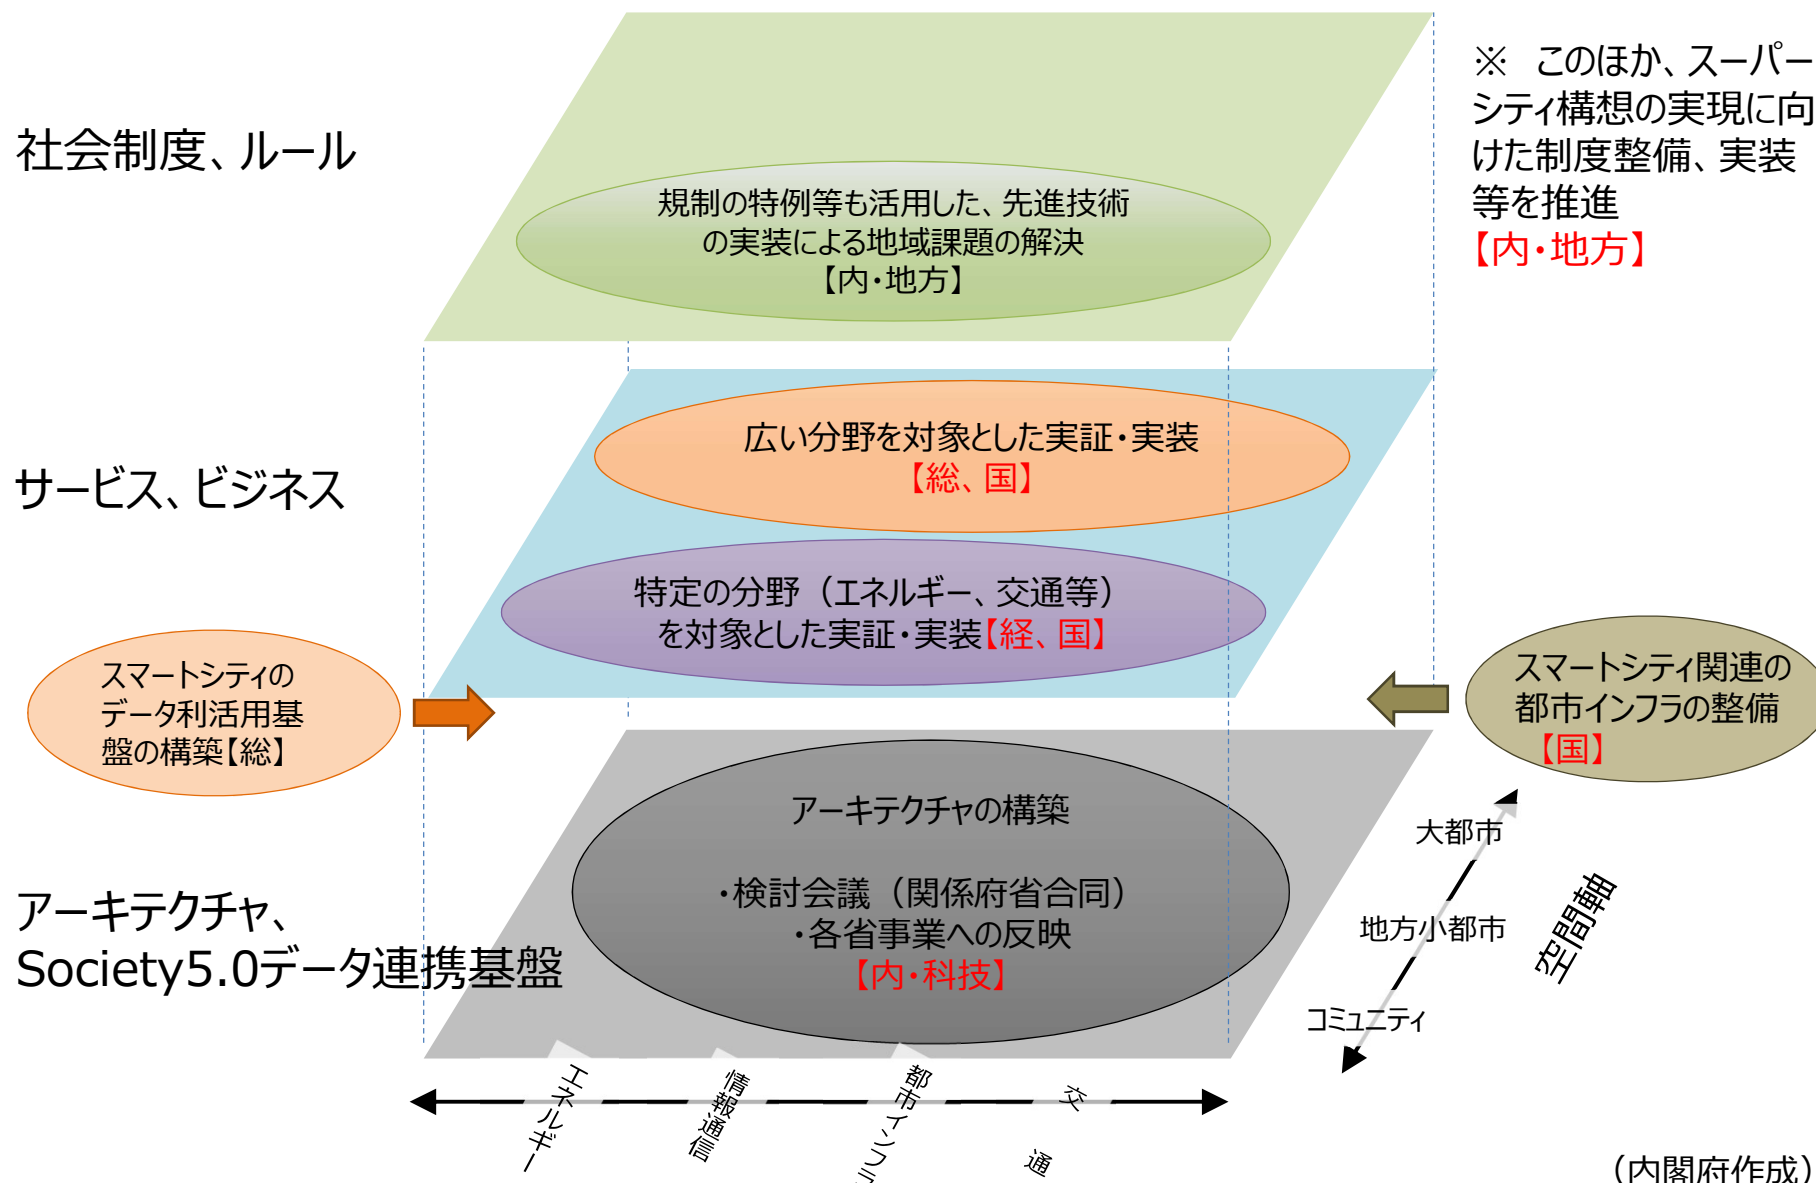 社会制度、ルール
規制の特例等も活用した、先進技術
の実装による地域課題の解決
【内・地方】
※　このほか、スーパー
シティ構想の実現に向
けた制度整備、実装
等を推進
【内・地方】
サービス、ビジネス
広い分野を対象とした実証・実装
【総、国】
特定の分野（エネルギー、交通等）
を対象とした実証・実装【経、国】
スマートシティの
データ利活用基
盤の構築【総】
スマートシティ関連の
都市インフラの整備
【国】
アーキテクチャ、
Society5.0データ連携基盤
アーキテクチャの構築
・検討会議（関係府省合同）
・各省事業への反映
【内・科技】
大都市
地方小都市
コミュニティ
空間軸
エネルギー
情報通信
都市インフラ
交　通
（内閣府作成）